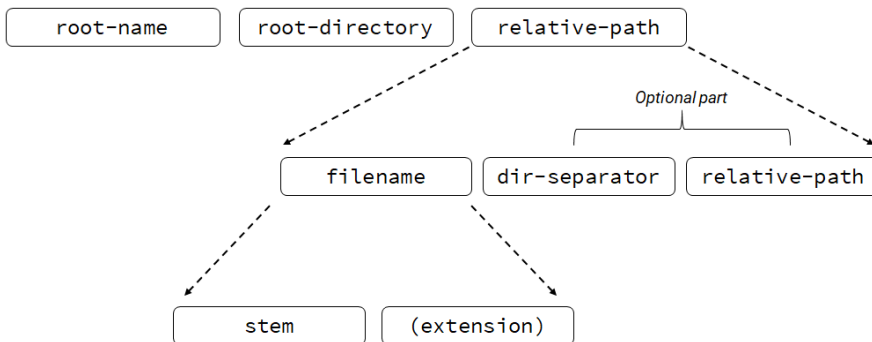 root-name root-directory relative-path
Optional part
filename dir-separator relative-path
stem (extension)